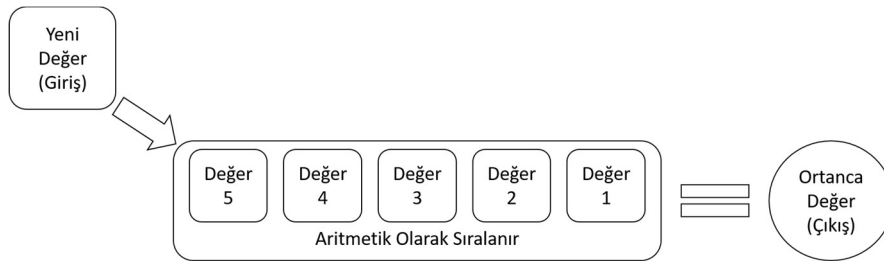 Yeni
Değer
(Giriş)
Değer
5
Değer
4
Değer
3
Değer
2
Değer
1
Aritmetik Olarak Sıralanır
Ortanca
Değer
(Çıkış)